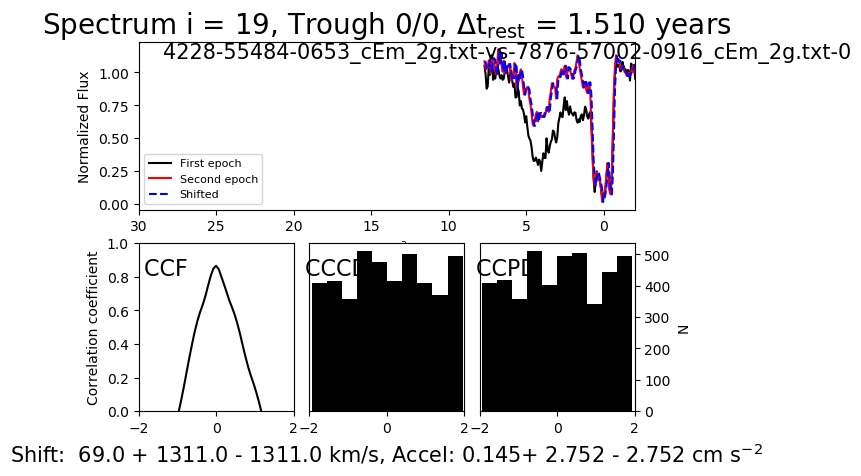 Spectrum i = 19, Trough 0/0, Δt_rest = 1.510 years
4228-55484-0653_cEm_2g.txt-vs-7876-57002-0916_cEm_2g.txt-0
Normalized Flux
1.00
0.75
0.50
0.25
0.00
First epoch
Second epoch
Shifted
30 25 20 15 10 5 0
Correlation coefficient
1.0
0.8
0.6
0.4
0.2
0.0
CCF
CCCD
CCPD
500
400
300
200
100
0
N
−2 0 2 −2 0 2 −2 0 2
Shift: 69.0 + 1311.0 - 1311.0 km/s, Accel: 0.145+ 2.752 - 2.752 cm s⁻²